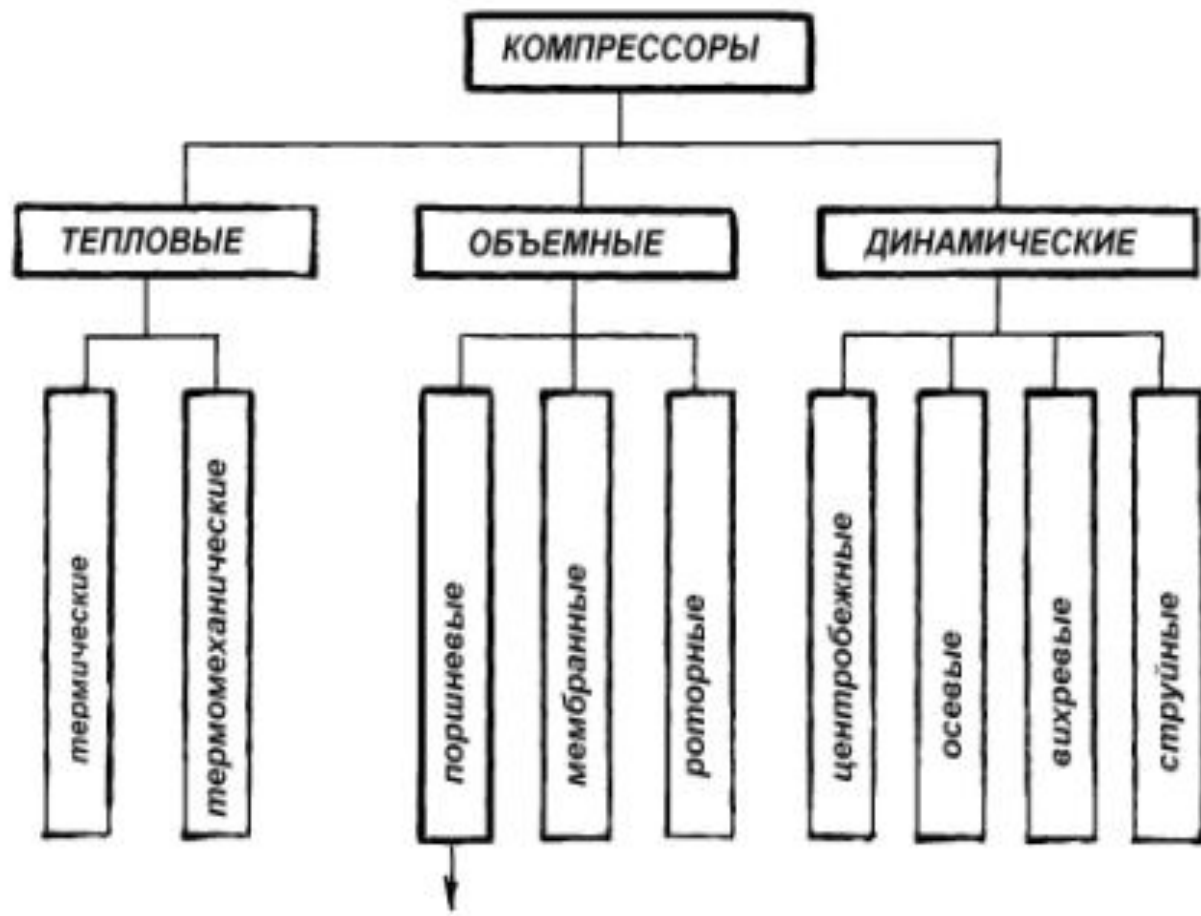 КОМПРЕССОРЫ
ТЕПЛОВЫЕ
ОБЪЕМНЫЕ
ДИНАМИЧЕСКИЕ
термические
термомеханические
поршневые
мембранные
роторные
центробежные
осевые
вихревые
струйные